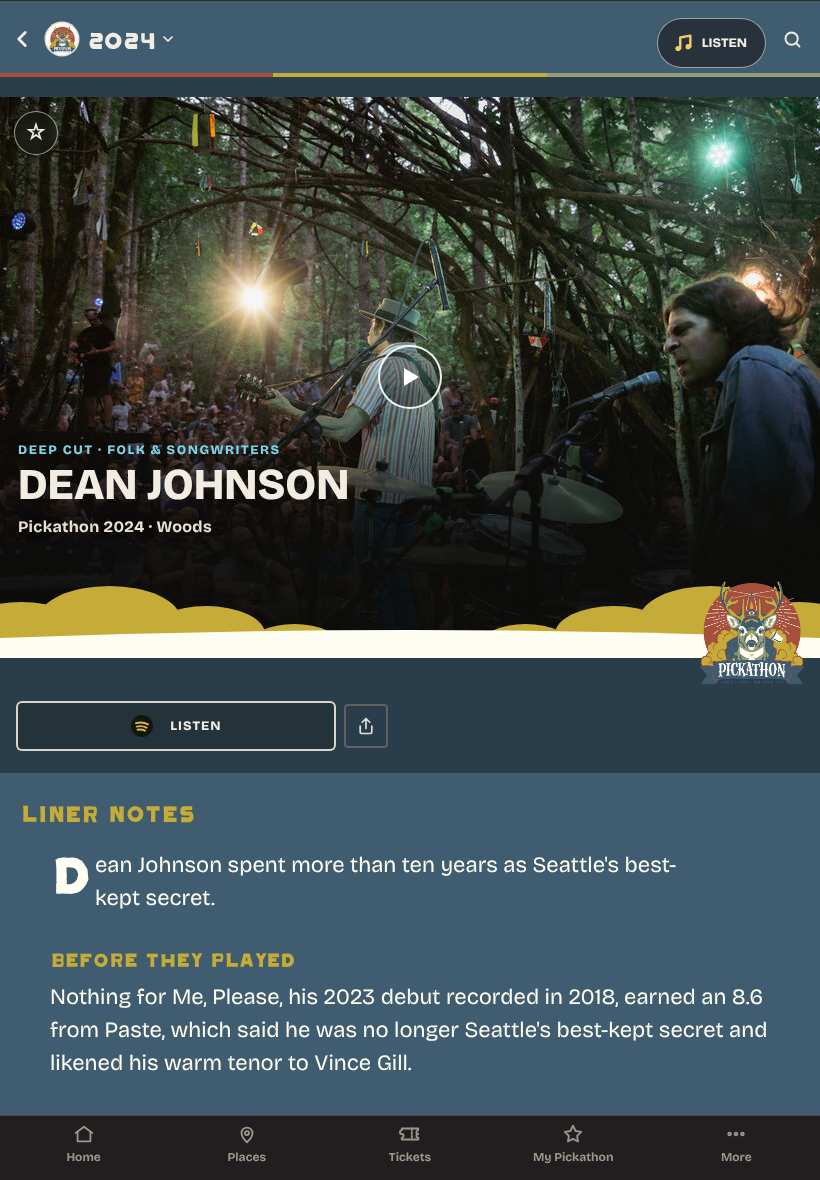 2024
LISTEN
DEEP CUT · FOLK & SONGWRITERS
DEAN JOHNSON
Pickathon 2024 · Woods
PICKATHON
LISTEN
LINER NOTES
Dean Johnson spent more than ten years as Seattle's best-
kept secret.
BEFORE THEY PLAYED
Nothing for Me, Please, his 2023 debut recorded in 2018, earned an 8.6
from Paste, which said he was no longer Seattle's best-kept secret and
likened his warm tenor to Vince Gill.
Home
Places
Tickets
My Pickathon
More